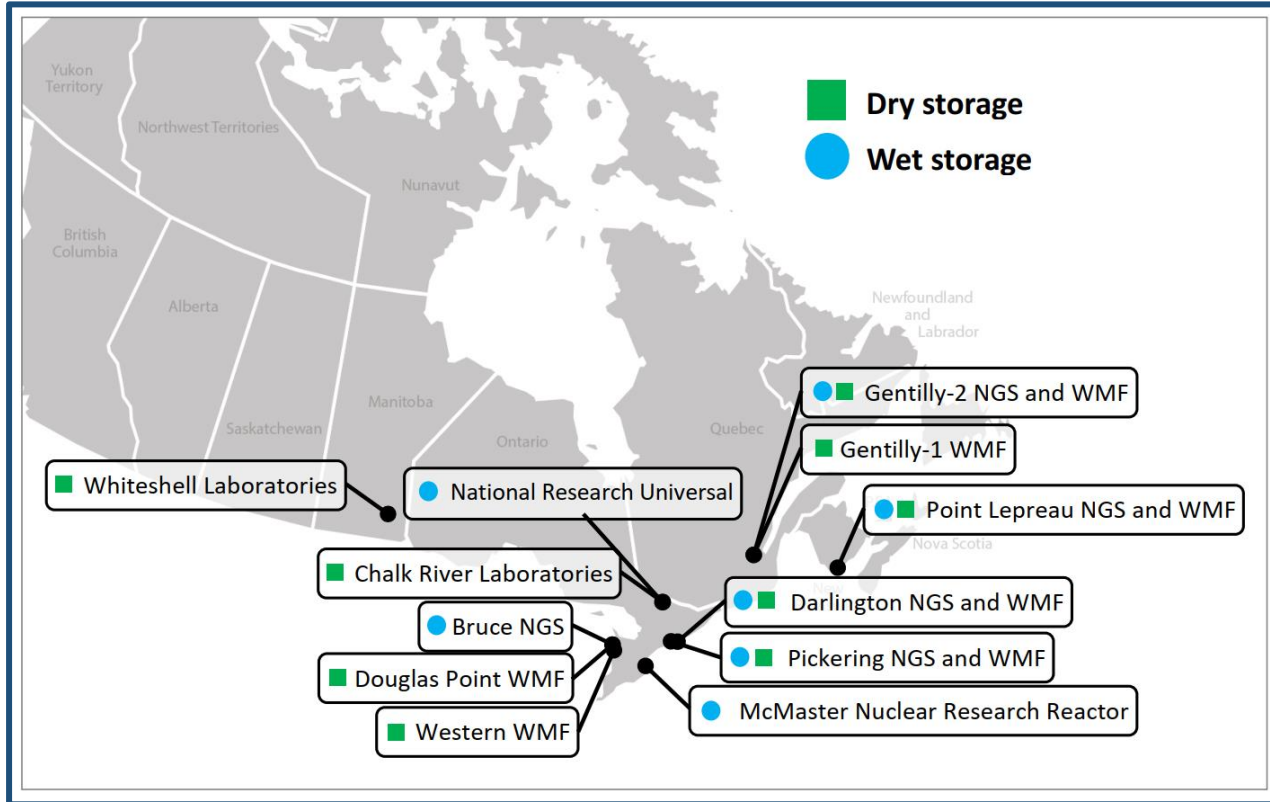 Yukon
Territory
Northwest Territories
Nunavut
British
Columbia
Alberta
Saskatchewan
Manitoba
Ontario
Quebec
Newfoundland
and
Labrador
Nova Scotia
Dry storage
Wet storage
Gentilly-2 NGS and WMF
Gentilly-1 WMF
Whiteshell Laboratories
National Research Universal
Point Lepreau NGS and WMF
Chalk River Laboratories
Darlington NGS and WMF
Bruce NGS
Pickering NGS and WMF
Douglas Point WMF
McMaster Nuclear Research Reactor
Western WMF